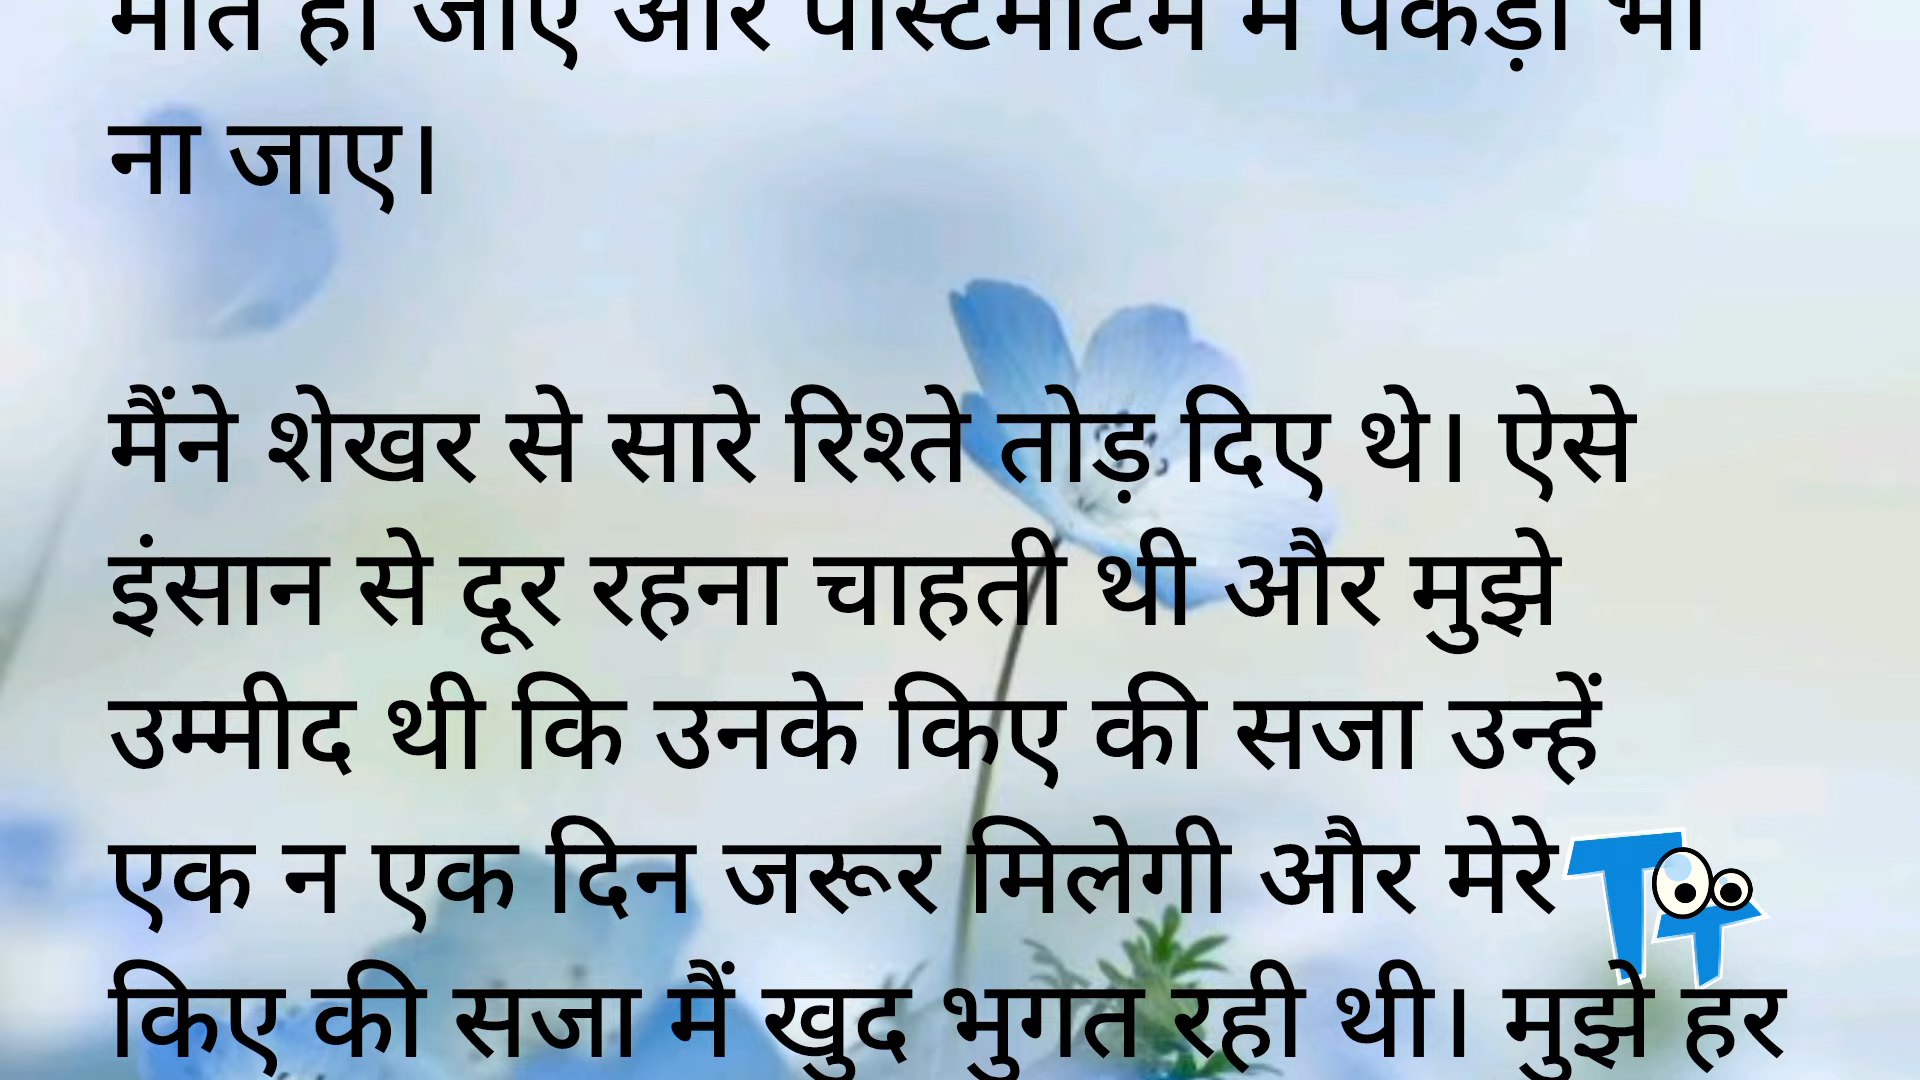 मौत हो जाए और पोस्टमार्टम में पकड़ा भी
ना जाए।
मैंने शेखर से सारे रिश्ते तोड़ दिए थे। ऐसे
इंसान से दूर रहना चाहती थी और मुझे
उम्मीद थी कि उनके किए की सजा उन्हें
एक न एक दिन जरूर मिलेगी और मेरे
किए की सजा मैं खुद भुगत रही थी। मुझे हर
TT